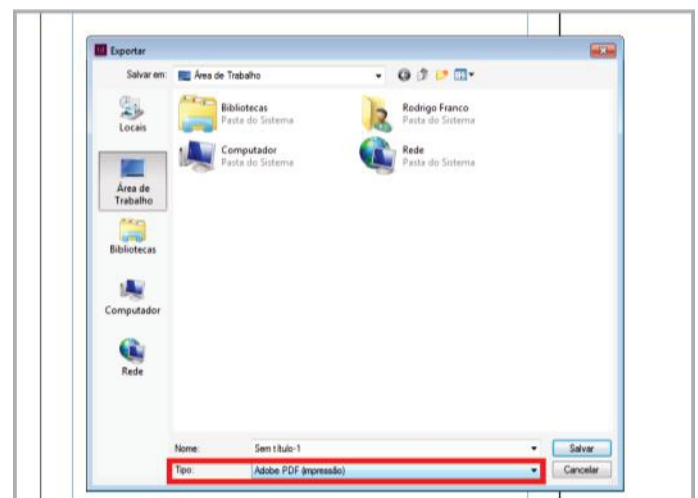 Exportar
Salvar em:
Área de Trabalho
Locais
Área de
Trabalho
Bibliotecas
Computador
Rede
Bibliotecas
Pasta do Sistema
Rodrigo Franco
Pasta do Sistema
Computador
Pasta do Sistema
Rede
Pasta do Sistema
Nome:
Sem título-1
Salvar
Tipo:
Adobe PDF (impressão)
Cancelar